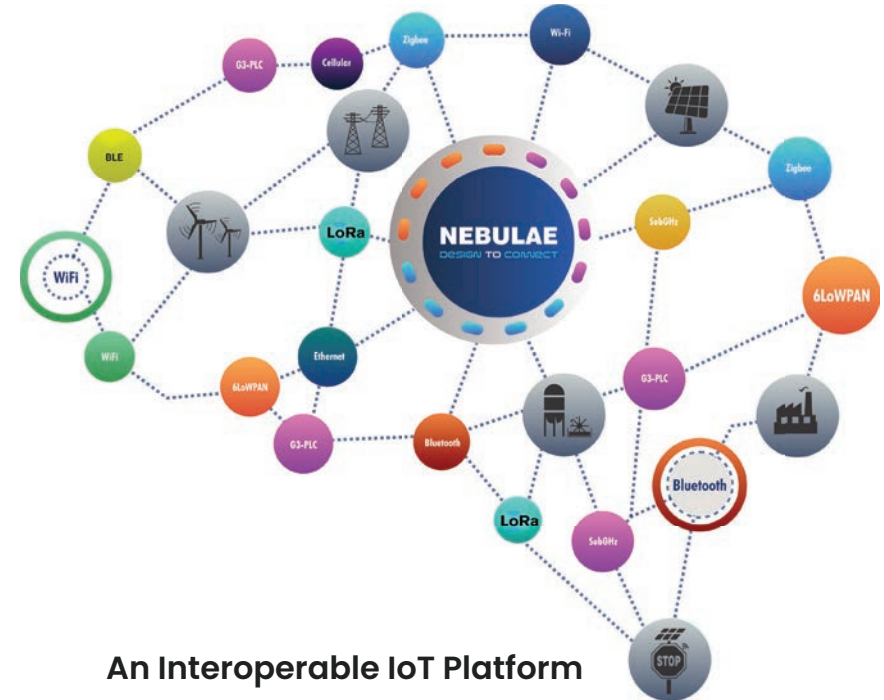 Zigbee
Wi-Fi
G3-PLC
Cellular
BLE
Zigbee
LoRa
SubGHz
NEBULAE
DESIGN TO CONNECT
WiFi
6LoWPAN
WiFi
Ethernet
6LoWPAN
G3-PLC
G3-PLC
Bluetooth
Bluetooth
LoRa
SubGHz
STOP
An Interoperable IoT Platform